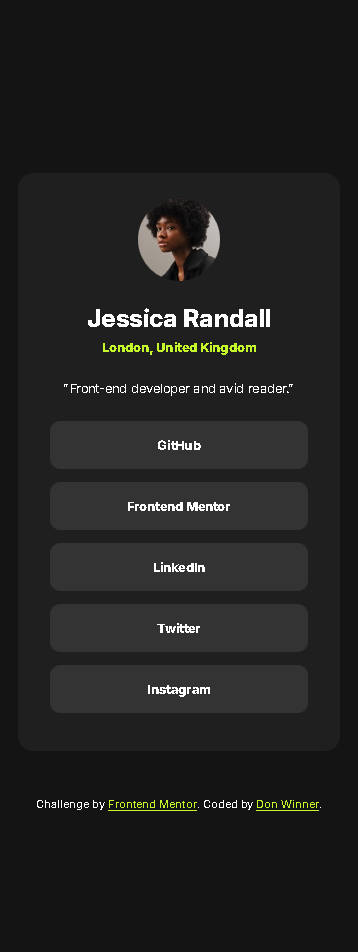 Jessica Randall
London, United Kingdom
"Front-end developer and avid reader."
GitHub
Frontend Mentor
LinkedIn
Twitter
Instagram
Challenge by Frontend Mentor. Coded by Don Winner.